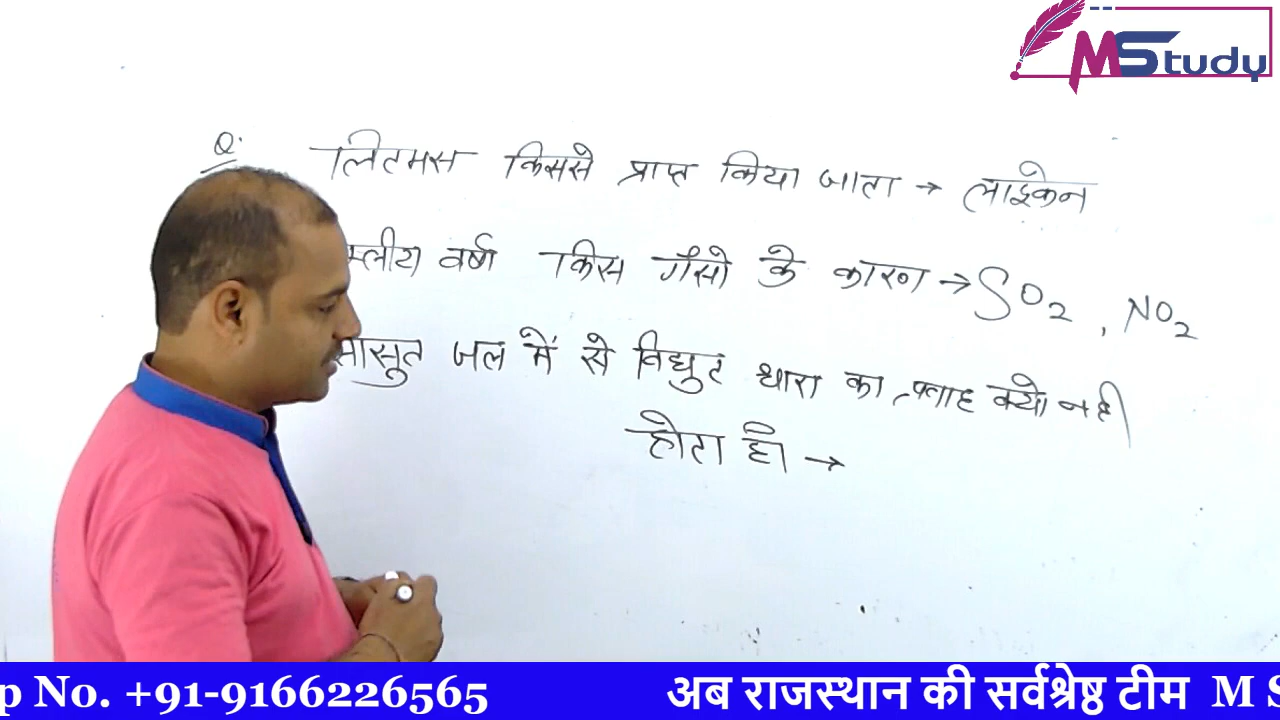 MStudy
Q. लिटमस किससे प्राप्त किया जाता → लाइकेन
म्लीय वर्षा किस गैसो के कारण → SO2 , NO2
आसुत जल में से विद्युत धारा का प्रवाह क्यो नही
होता है →
p No. +91-9166226565 अब राजस्थान की सर्वश्रेष्ठ टीम M S